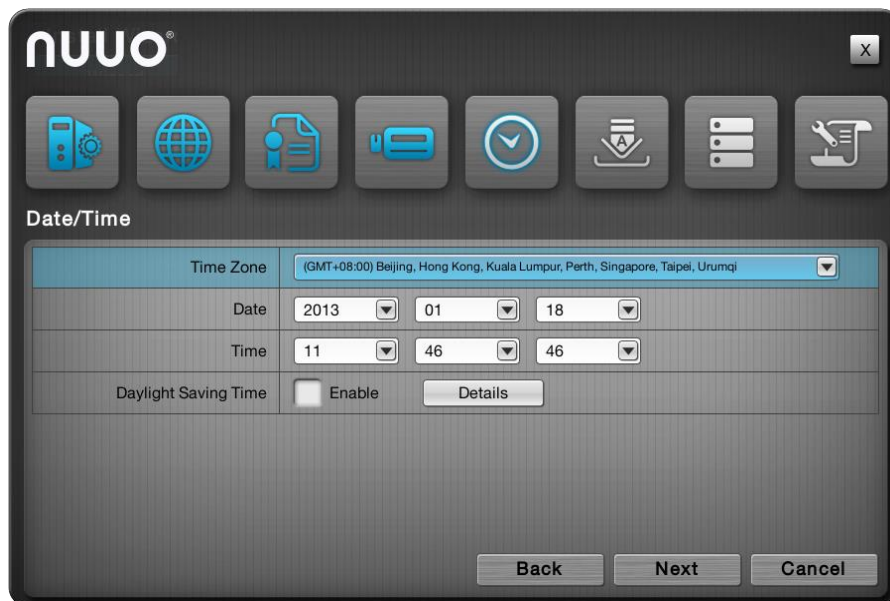 nuuo®
X
A
Date/Time
Time Zone (GMT+08:00) Beijing, Hong Kong, Kuala Lumpur, Perth, Singapore, Taipei, Urumqi
Date 2013 01 18
Time 11 46 46
Daylight Saving Time Enable Details
Back Next Cancel